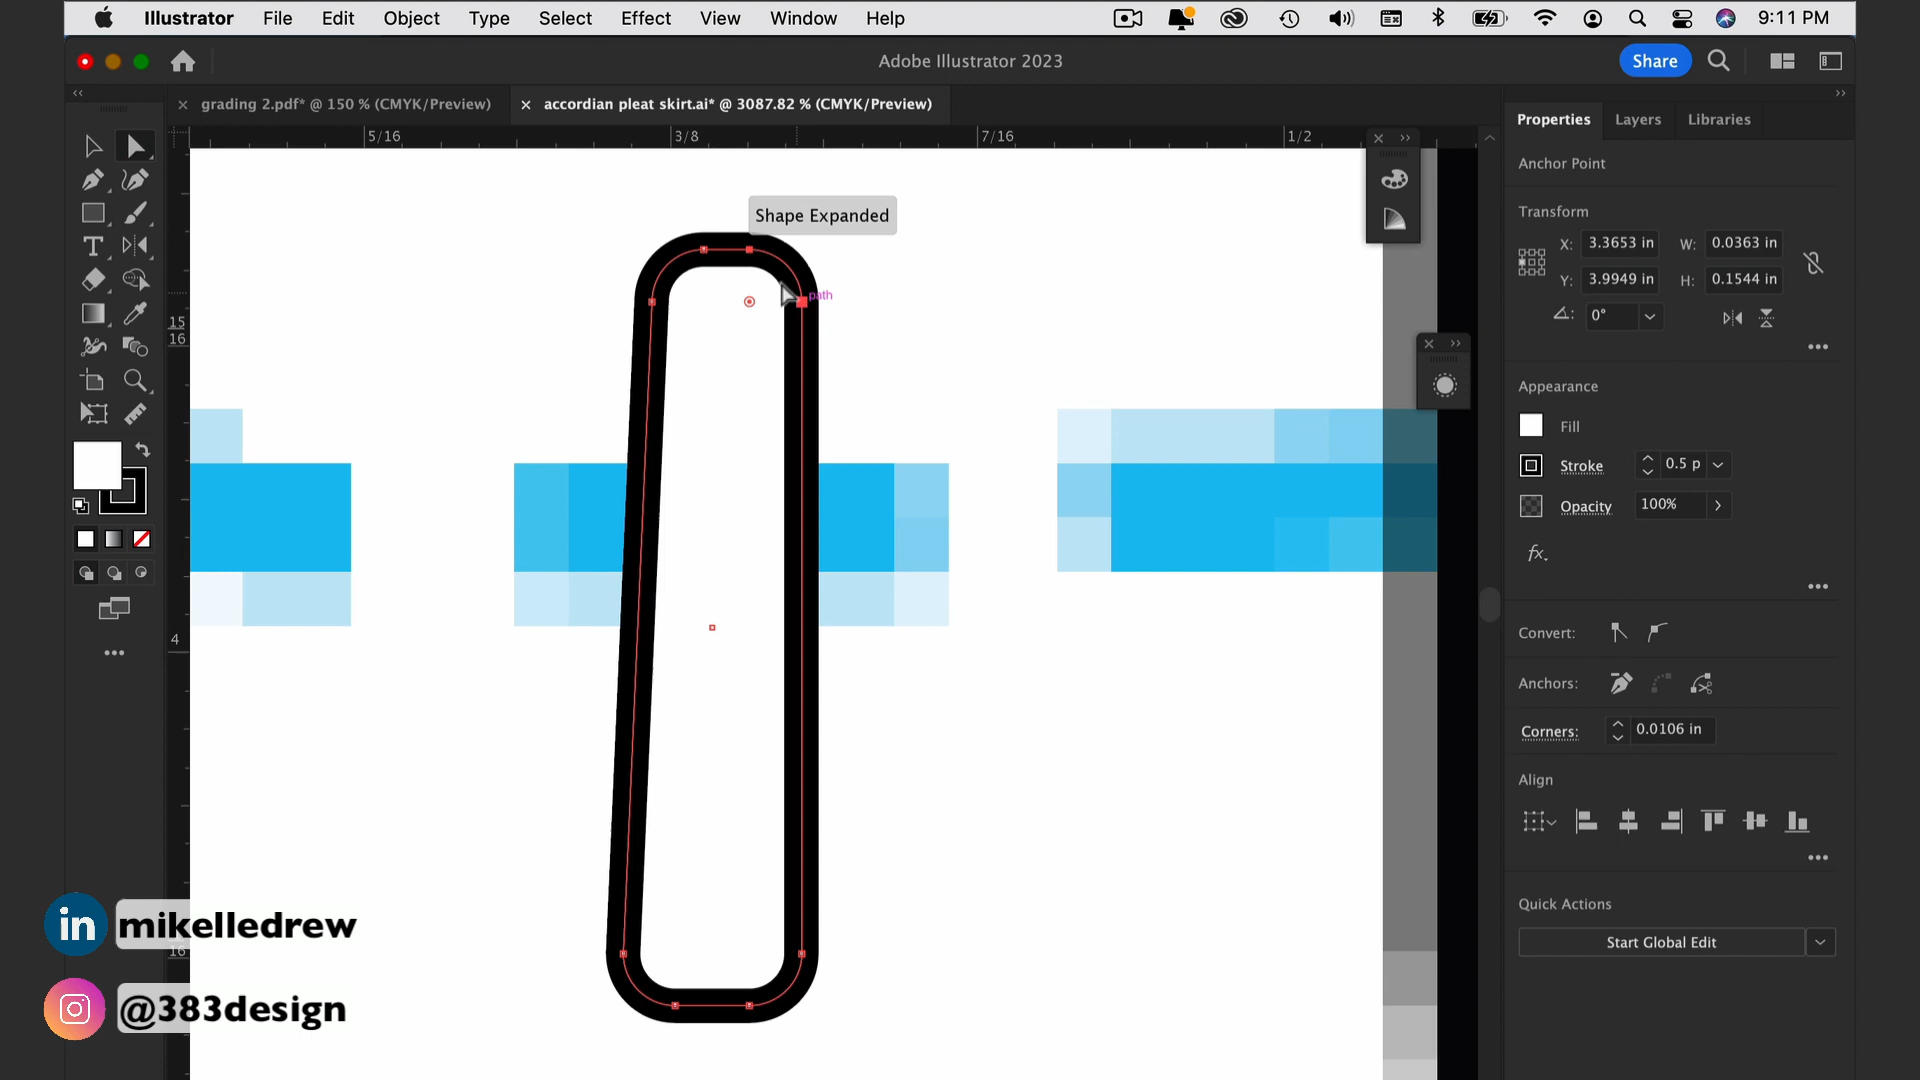 Illustrator File Edit Object Type Select Effect View Window Help 9:11 PM
Adobe Illustrator 2023 Share
grading 2.pdf* @ 150 % (CMYK/Preview) accordian pleat skirt.ai* @ 3087.82 % (CMYK/Preview)
5/16 3/8 7/16 1/2
Properties Layers Libraries
Anchor Point
Transform
X: 3.3653 in W: 0.0363 in
Y: 3.9949 in H: 0.1544 in
0°
Shape Expanded
path
15
16
Appearance
Fill
Stroke 0.5 p
Opacity 100%
fx.
4
Convert:
Anchors:
Corners: 0.0106 in
Align
Quick Actions
Start Global Edit
in mikelledrew
16
@383design